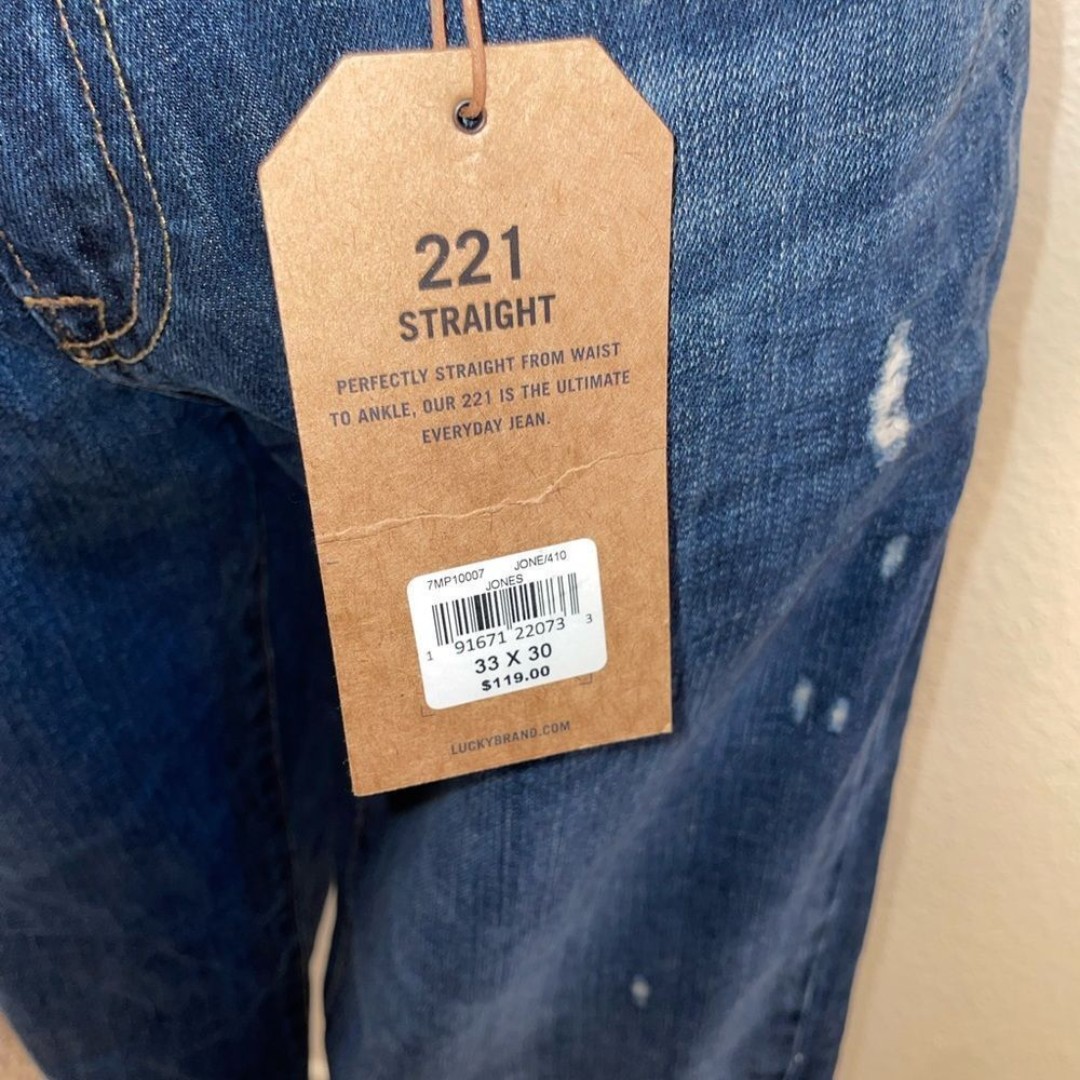 221
STRAIGHT
PERFECTLY STRAIGHT FROM WAIST
TO ANKLE, OUR 221 IS THE ULTIMATE
EVERYDAY JEAN.
7MP10007 JONE/410
JONES
1 91671 22073 3
33 X 30
$119.00
LUCKYBRAND.COM